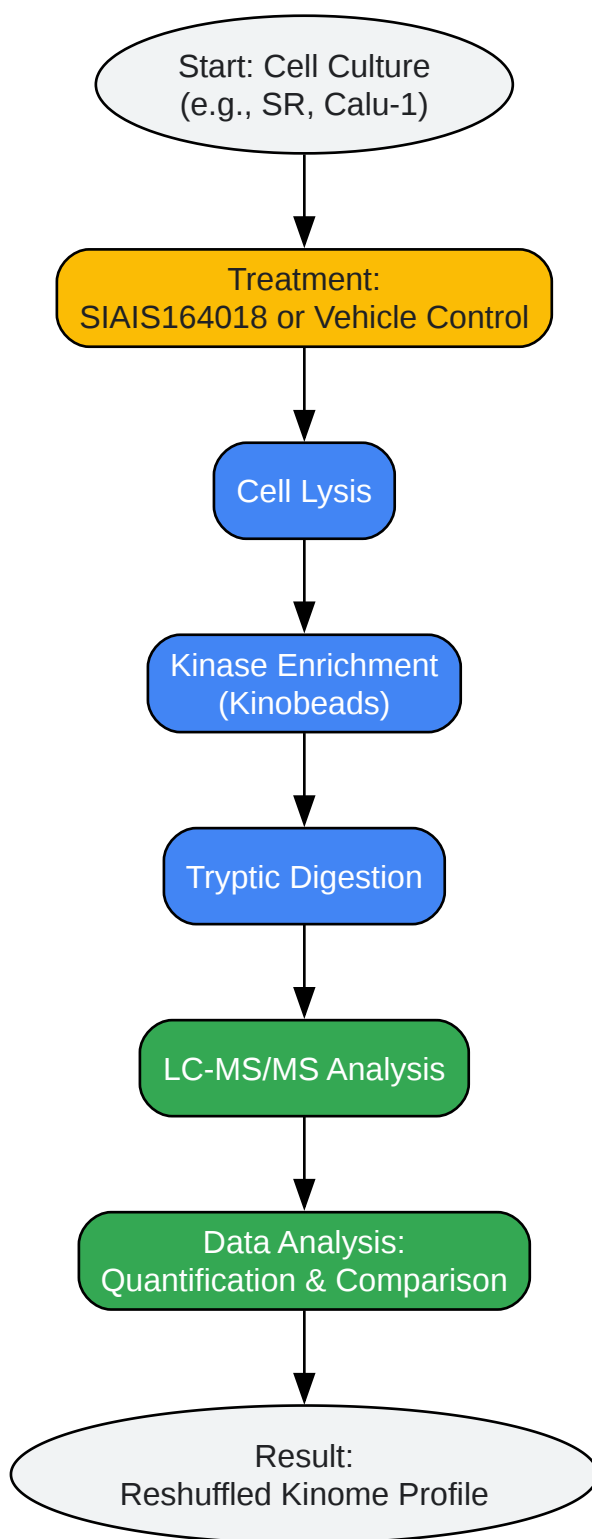 Start: Cell Culture
(e.g., SR, Calu-1)
Treatment:
SIAIS164018 or Vehicle Control
Cell Lysis
Kinase Enrichment
(Kinobeads)
Tryptic Digestion
LC-MS/MS Analysis
Data Analysis:
Quantification & Comparison
Result:
Reshuffled Kinome Profile